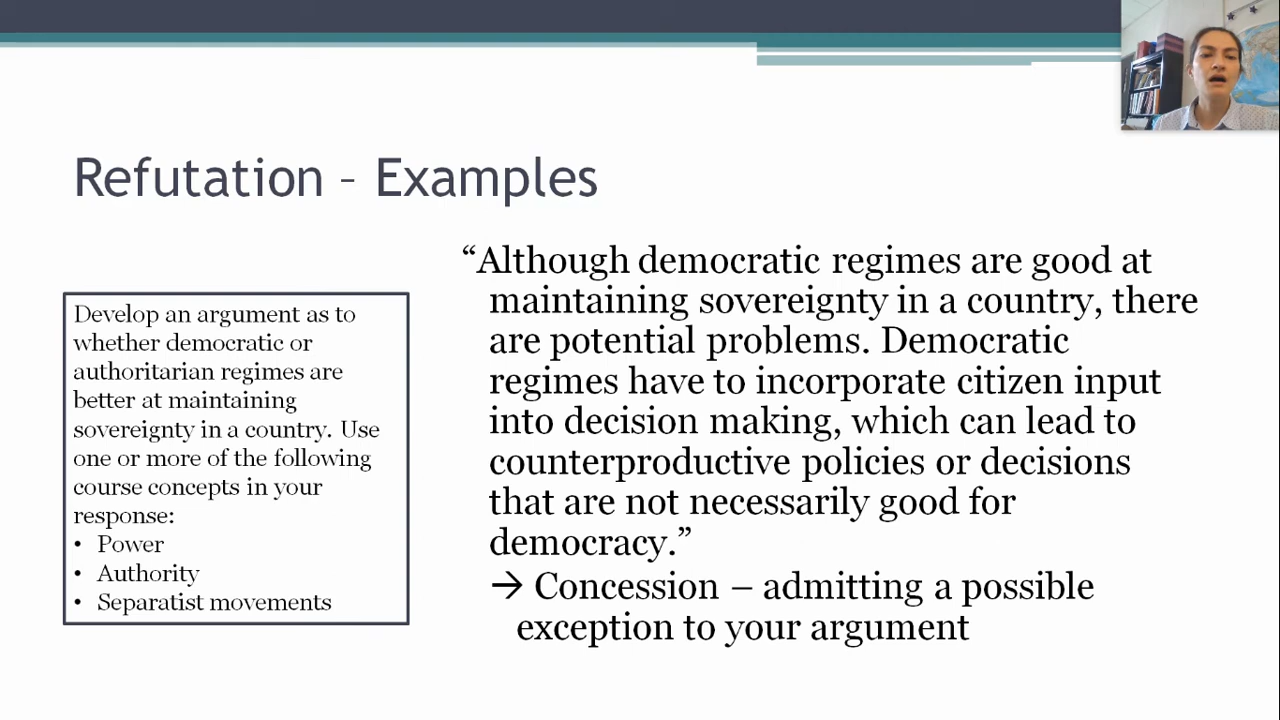 Refutation – Examples
Develop an argument as to
whether democratic or
authoritarian regimes are
better at maintaining
sovereignty in a country. Use
one or more of the following
course concepts in your
response:
• Power
• Authority
• Separatist movements
“Although democratic regimes are good at
maintaining sovereignty in a country, there
are potential problems. Democratic
regimes have to incorporate citizen input
into decision making, which can lead to
counterproductive policies or decisions
that are not necessarily good for
democracy.”
→ Concession – admitting a possible
exception to your argument